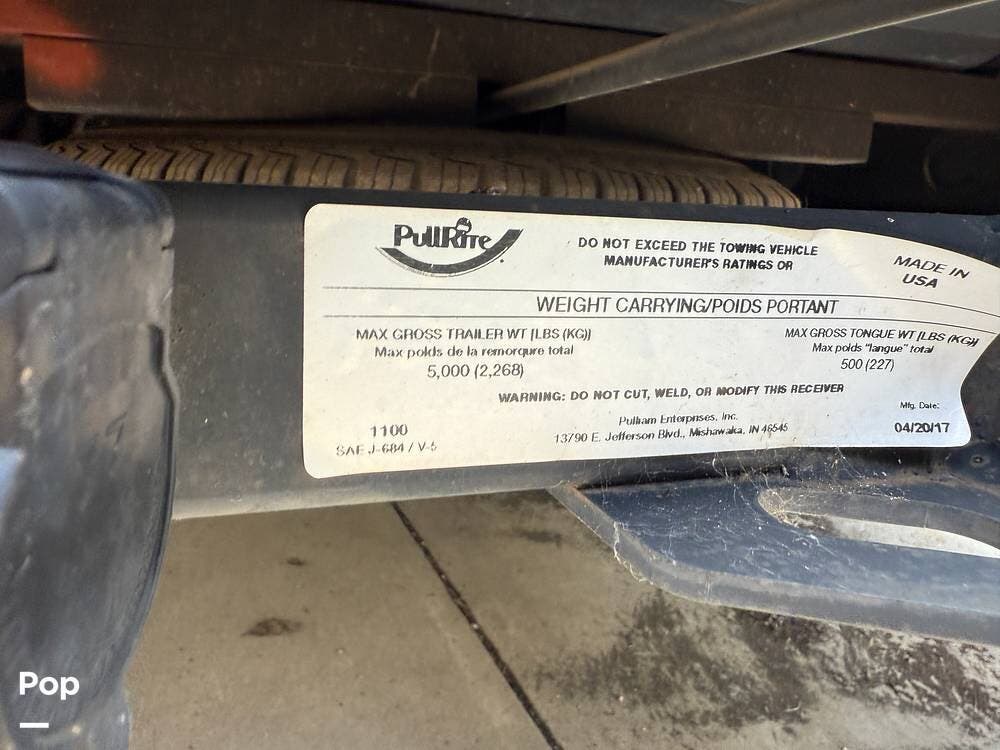 PullRite
DO NOT EXCEED THE TOWING VEHICLE
MANUFACTURER'S RATINGS OR
MADE IN
USA
WEIGHT CARRYING/POIDS PORTANT
MAX GROSS TRAILER WT [LBS (KG)]
Max poids de la remorqure total
5,000 (2,268)
MAX GROSS TONGUE WT [LBS (KG)]
Max poids "langue" total
500 (227)
WARNING: DO NOT CUT, WELD, OR MODIFY THIS RECEIVER
1100
SAE J-684 / V-5
Pulliam Enterprises, Inc.
13790 E. Jefferson Blvd., Mishawaka, IN 46545
Mfg. Date:
04/20/17
Pop